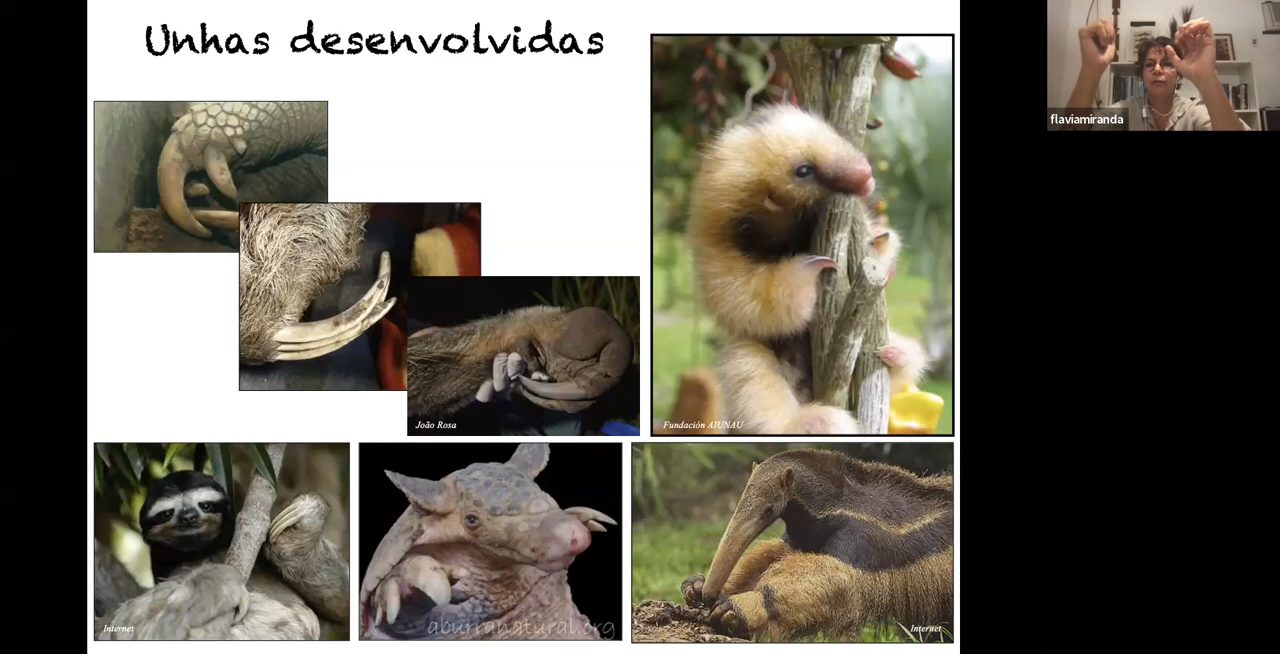 Unhas desenvolvidas
flaviamiranda
João Rosa
Fundación AIUNAU
Internet
aburranatural.org
Internet